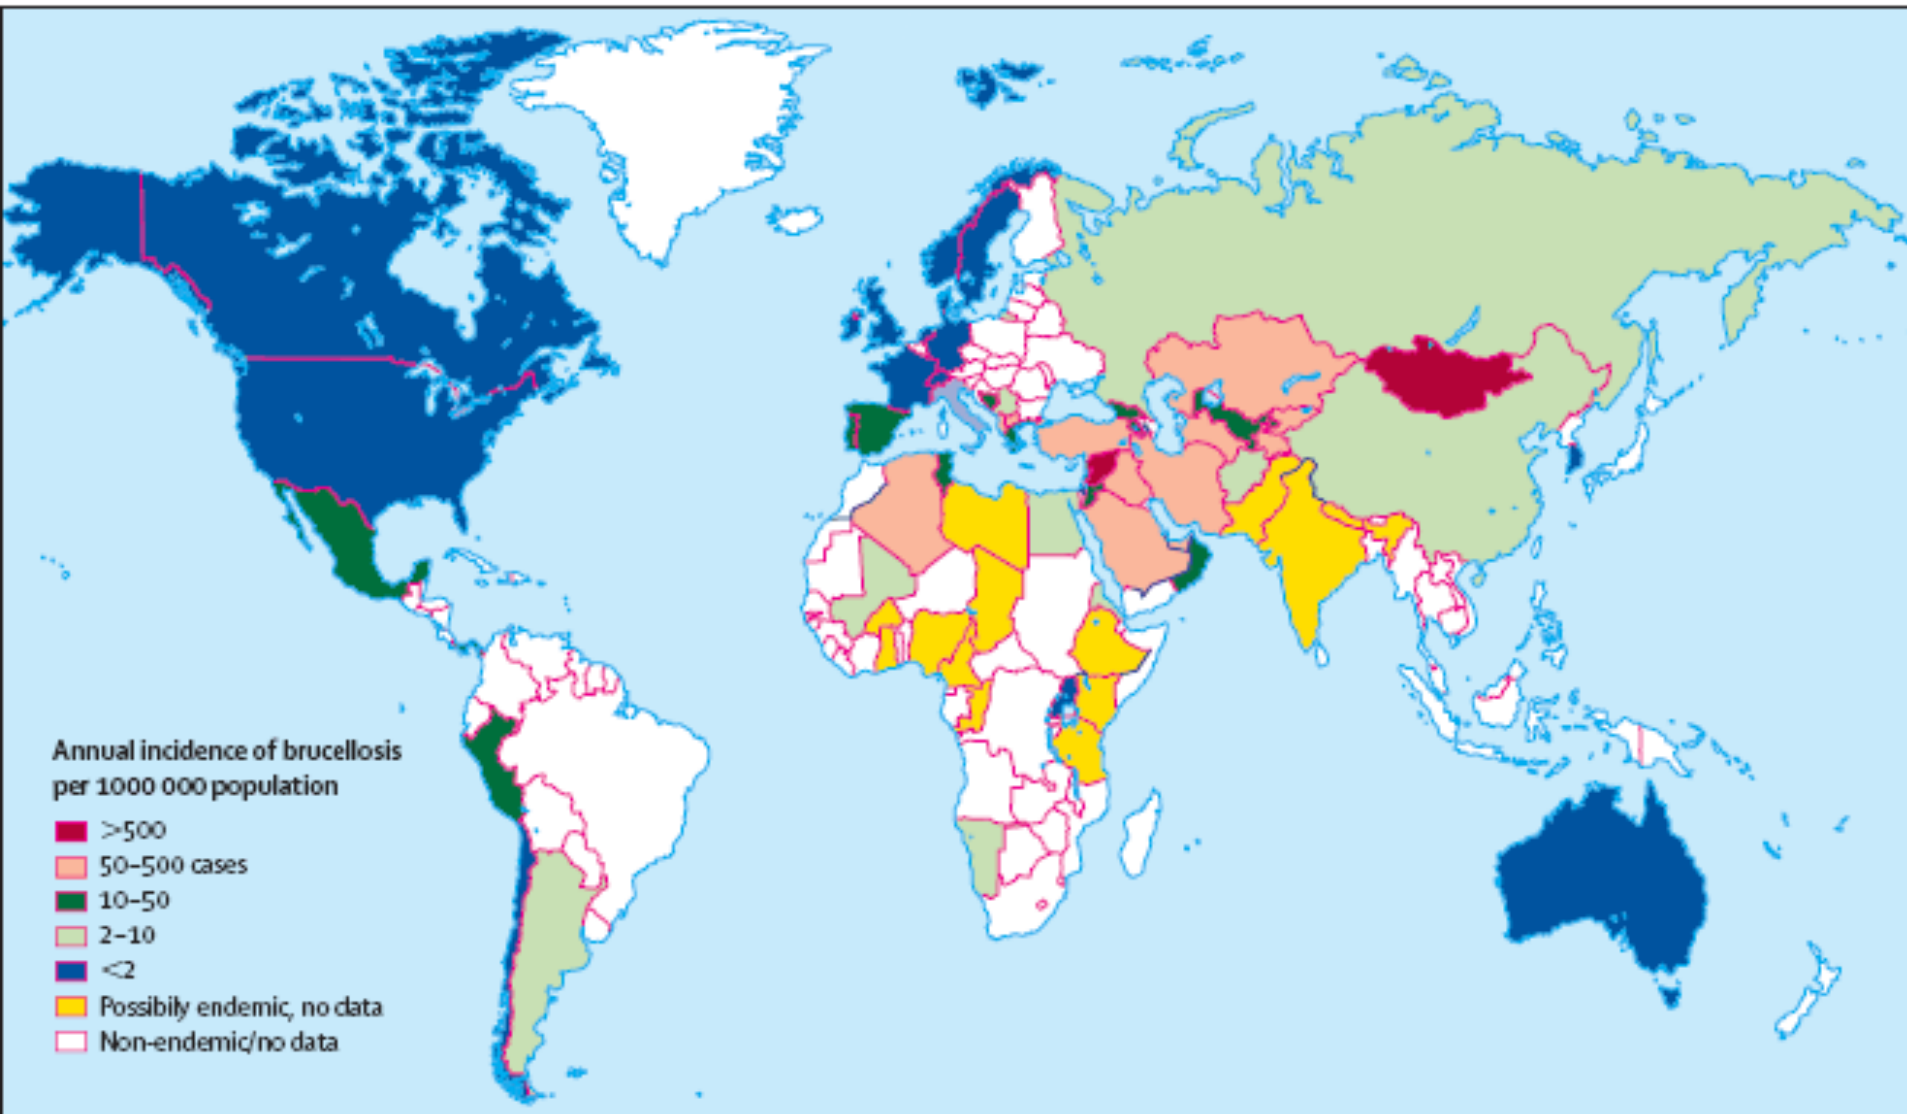 Annual incidence of brucellosis
per 1000 000 population
>500
50–500 cases
10–50
2–10
<2
Possibily endemic, no data
Non-endemic/no data